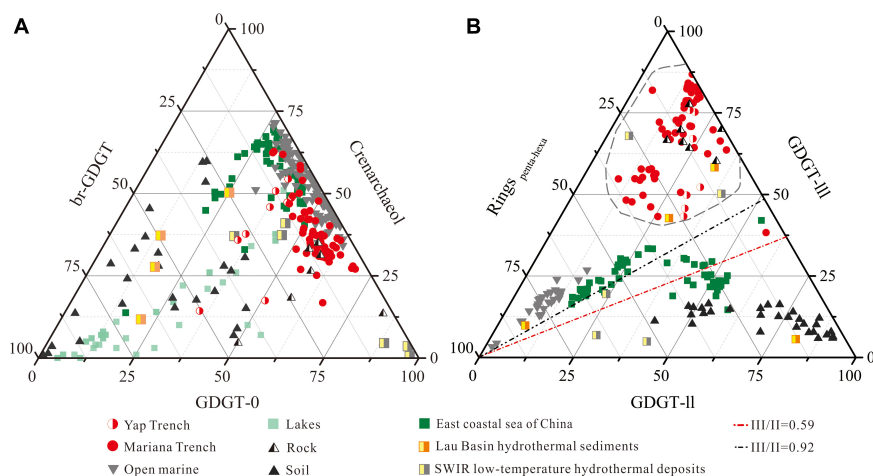 A
B
0
100
0
100
25
75
25
75
br-GDGT
Crenarchaeol
Rings penta-hexa
GDGT-III
50
50
50
50
75
25
75
25
100
0
100
0
0
25
50
75
100
0
25
50
75
100
GDGT-0
GDGT-II
Yap Trench
Lakes
East coastal sea of China
III/II=0.59
Mariana Trench
Rock
Lau Basin hydrothermal sediments
III/II=0.92
Open marine
Soil
SWIR low-temperature hydrothermal deposits